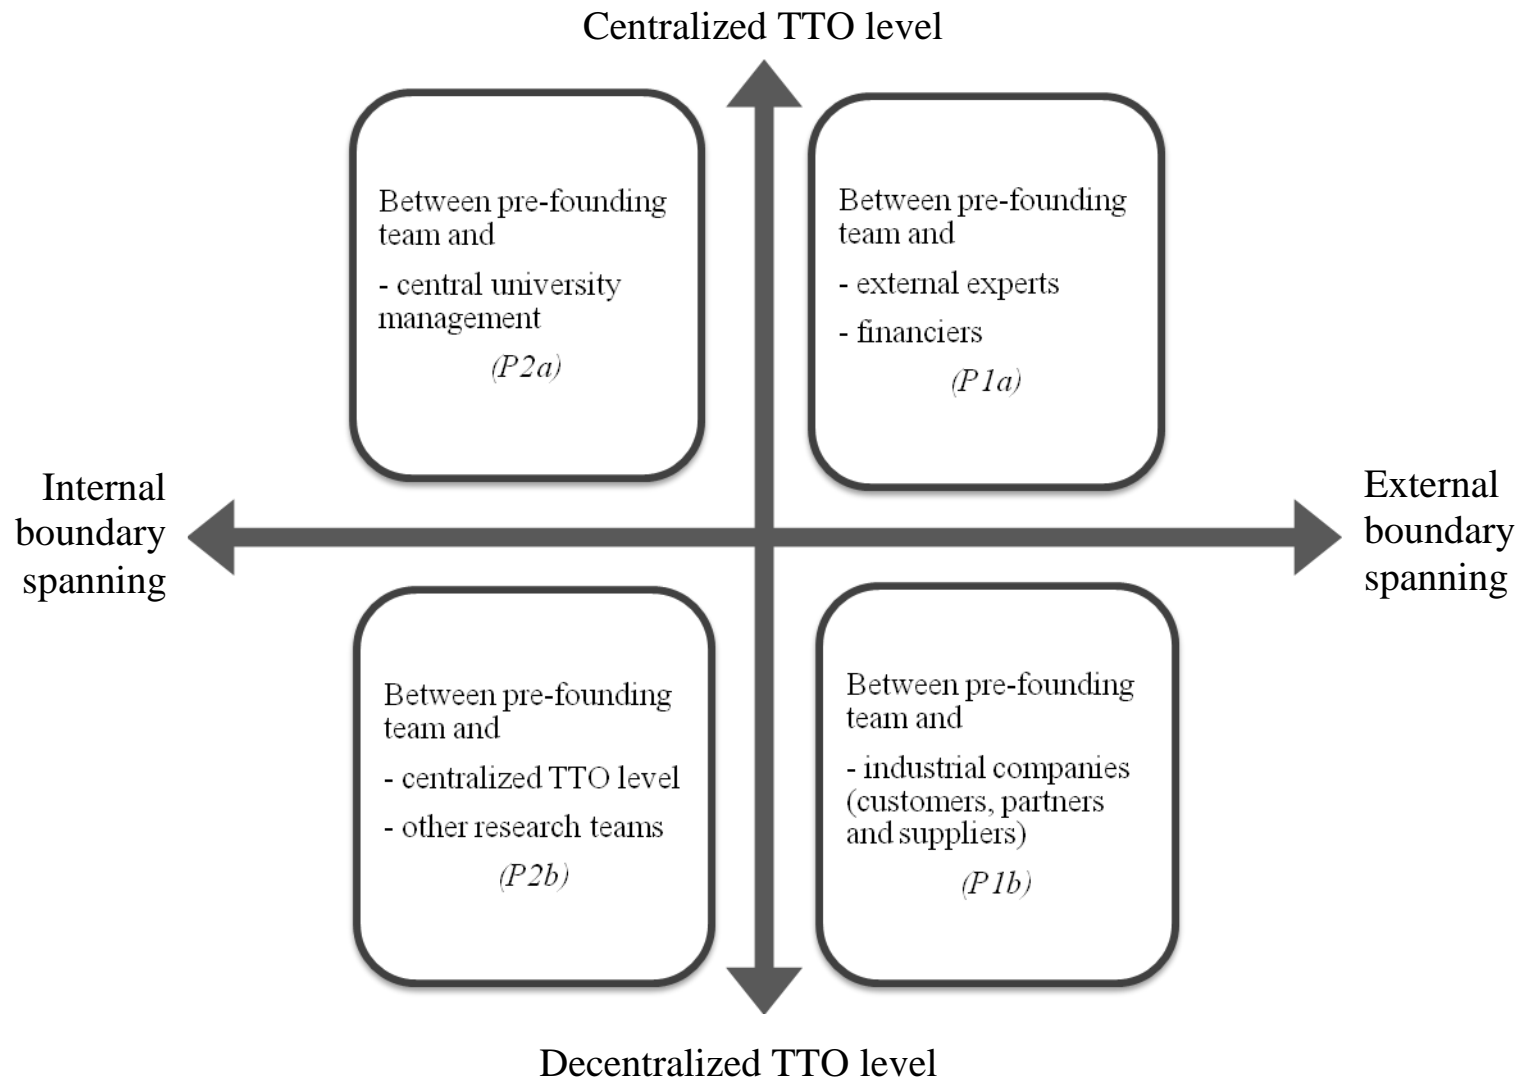 Centralized TTO level
Between pre-founding
team and
- central university
management
(P2a)
Between pre-founding
team and
- external experts
- financiers
(P1a)
Internal
boundary
spanning
External
boundary
spanning
Between pre-founding
team and
- centralized TTO level
- other research teams
(P2b)
Between pre-founding
team and
- industrial companies
(customers, partners
and suppliers)
(P1b)
Decentralized TTO level